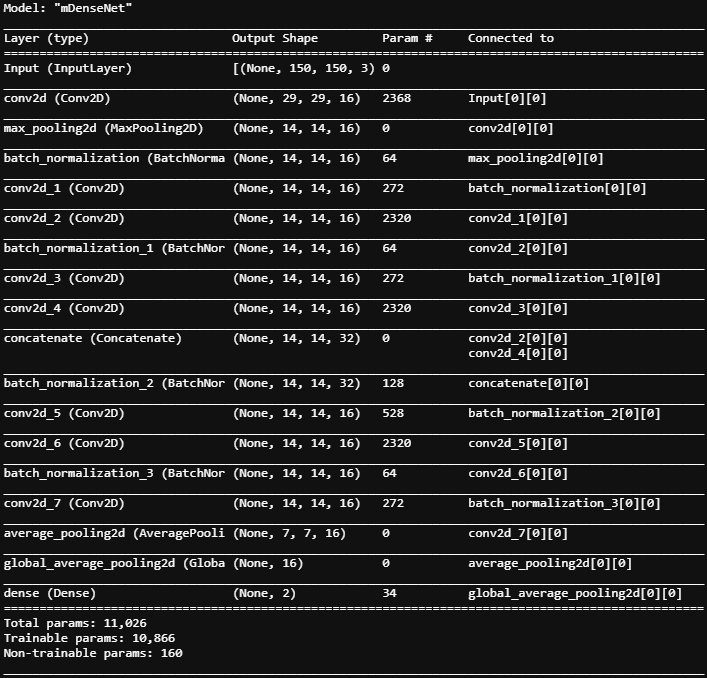 Model: "mDenseNet"
Layer (type) Output Shape Param # Connected to
Input (InputLayer) [(None, 150, 150, 3) 0
conv2d (Conv2D) (None, 29, 29, 16) 2368 Input[0][0]
max_pooling2d (MaxPooling2D) (None, 14, 14, 16) 0 conv2d[0][0]
batch_normalization (BatchNorma (None, 14, 14, 16) 64 max_pooling2d[0][0]
conv2d_1 (Conv2D) (None, 14, 14, 16) 272 batch_normalization[0][0]
conv2d_2 (Conv2D) (None, 14, 14, 16) 2320 conv2d_1[0][0]
batch_normalization_1 (BatchNor (None, 14, 14, 16) 64 conv2d_2[0][0]
conv2d_3 (Conv2D) (None, 14, 14, 16) 272 batch_normalization_1[0][0]
conv2d_4 (Conv2D) (None, 14, 14, 16) 2320 conv2d_3[0][0]
concatenate (Concatenate) (None, 14, 14, 32) 0 conv2d_2[0][0]
conv2d_4[0][0]
batch_normalization_2 (BatchNor (None, 14, 14, 32) 128 concatenate[0][0]
conv2d_5 (Conv2D) (None, 14, 14, 16) 528 batch_normalization_2[0][0]
conv2d_6 (Conv2D) (None, 14, 14, 16) 2320 conv2d_5[0][0]
batch_normalization_3 (BatchNor (None, 14, 14, 16) 64 conv2d_6[0][0]
conv2d_7 (Conv2D) (None, 14, 14, 16) 272 batch_normalization_3[0][0]
average_pooling2d (AveragePooli (None, 7, 7, 16) 0 conv2d_7[0][0]
global_average_pooling2d (Globa (None, 16) 0 average_pooling2d[0][0]
dense (Dense) (None, 2) 34 global_average_pooling2d[0][0]
Total params: 11,026
Trainable params: 10,866
Non-trainable params: 160